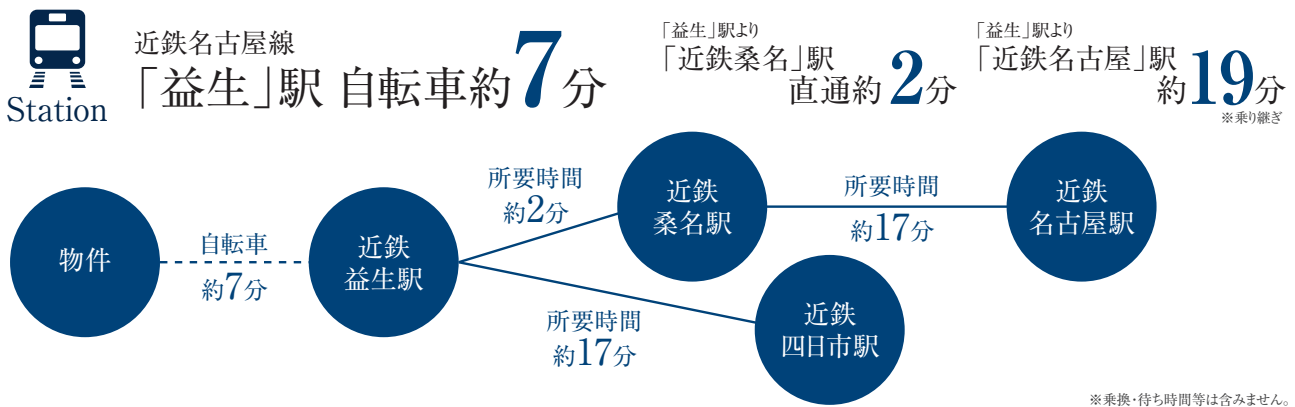 Station
近鉄名古屋線
「益生」駅 自転車約7分
「益生」駅より
「近鉄桑名」駅
直通約2分
「益生」駅より
「近鉄名古屋」駅
約19分
※乗り継ぎ
物件
自転車
約7分
近鉄
益生駅
所要時間
約2分
近鉄
桑名駅
所要時間
約17分
近鉄
名古屋駅
所要時間
約17分
近鉄
四日市駅
※乗換・待ち時間等は含みません。